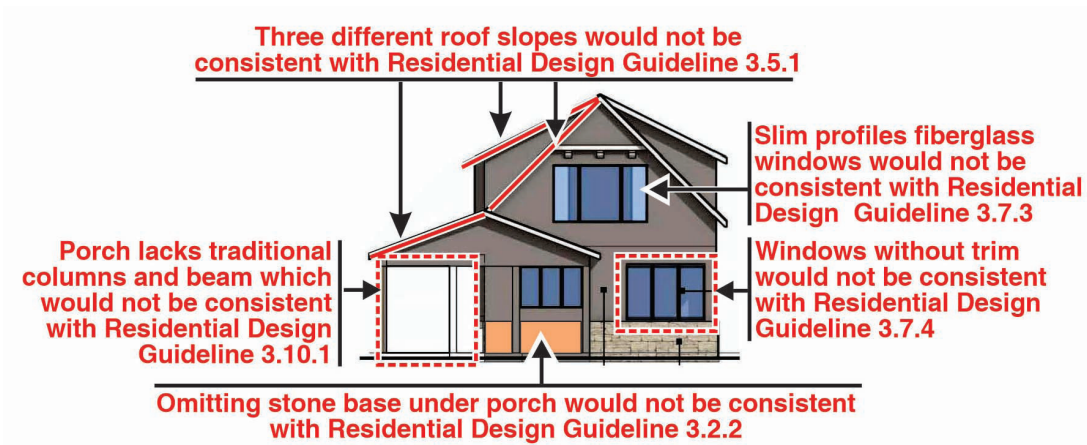 Three different roof slopes would not be
consistent with Residential Design Guideline 3.5.1
Slim profiles fiberglass
windows would not be
consistent with Residential
Design Guideline 3.7.3
Porch lacks traditional
columns and beam which
would not be consistent
with Residential Design
Guideline 3.10.1
Windows without trim
would not be consistent
with Residential Design
Guideline 3.7.4
Omitting stone base under porch would not be consistent
with Residential Design Guideline 3.2.2